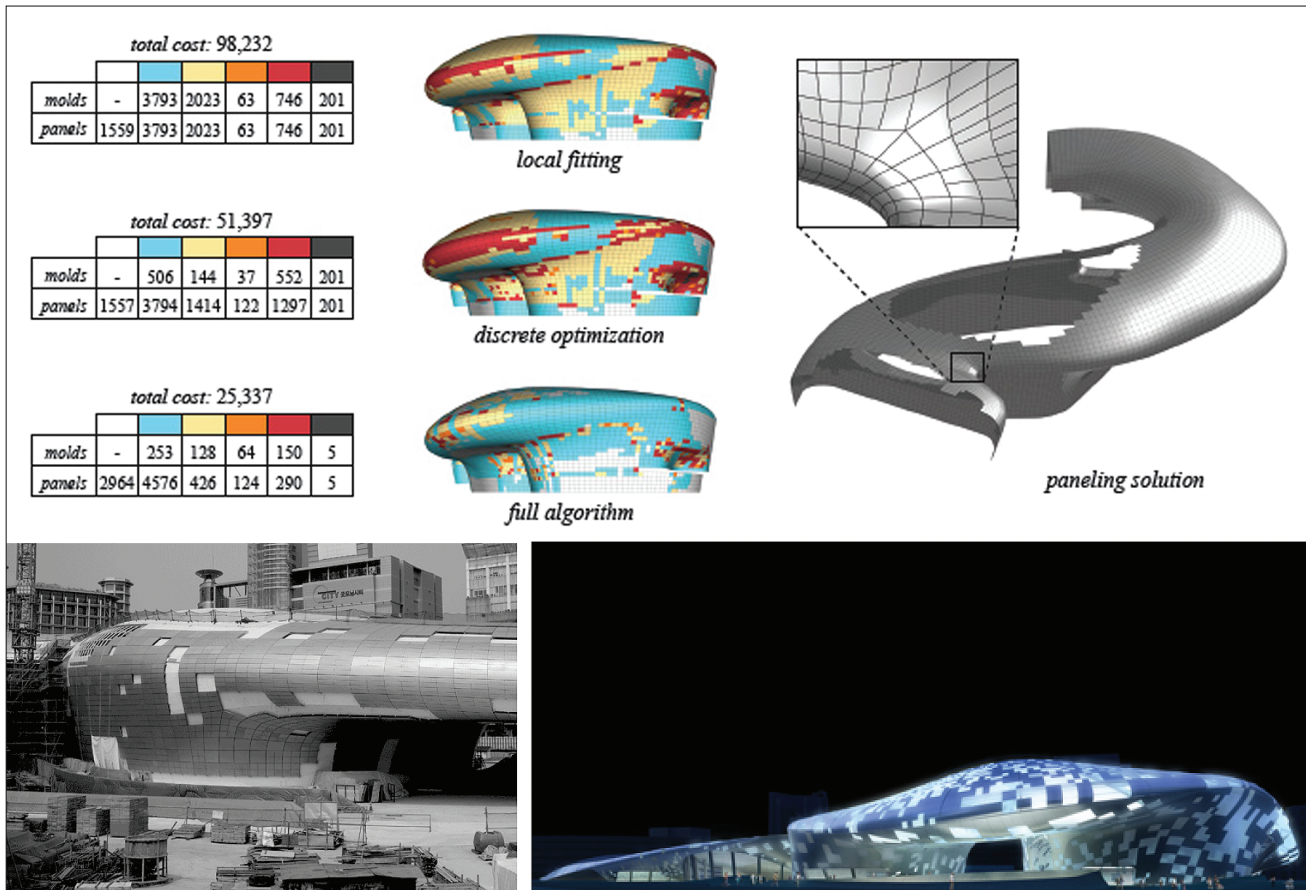 total cost: 98,232
molds - 3793 2023 63 746 201
panels 1559 3793 2023 63 746 201
local fitting
total cost: 51,397
molds - 506 144 37 552 201
panels 1557 3794 1414 122 1297 201
discrete optimization
total cost: 25,337
molds - 253 128 64 150 5
panels 2964 4576 426 124 290 5
full algorithm
paneling solution